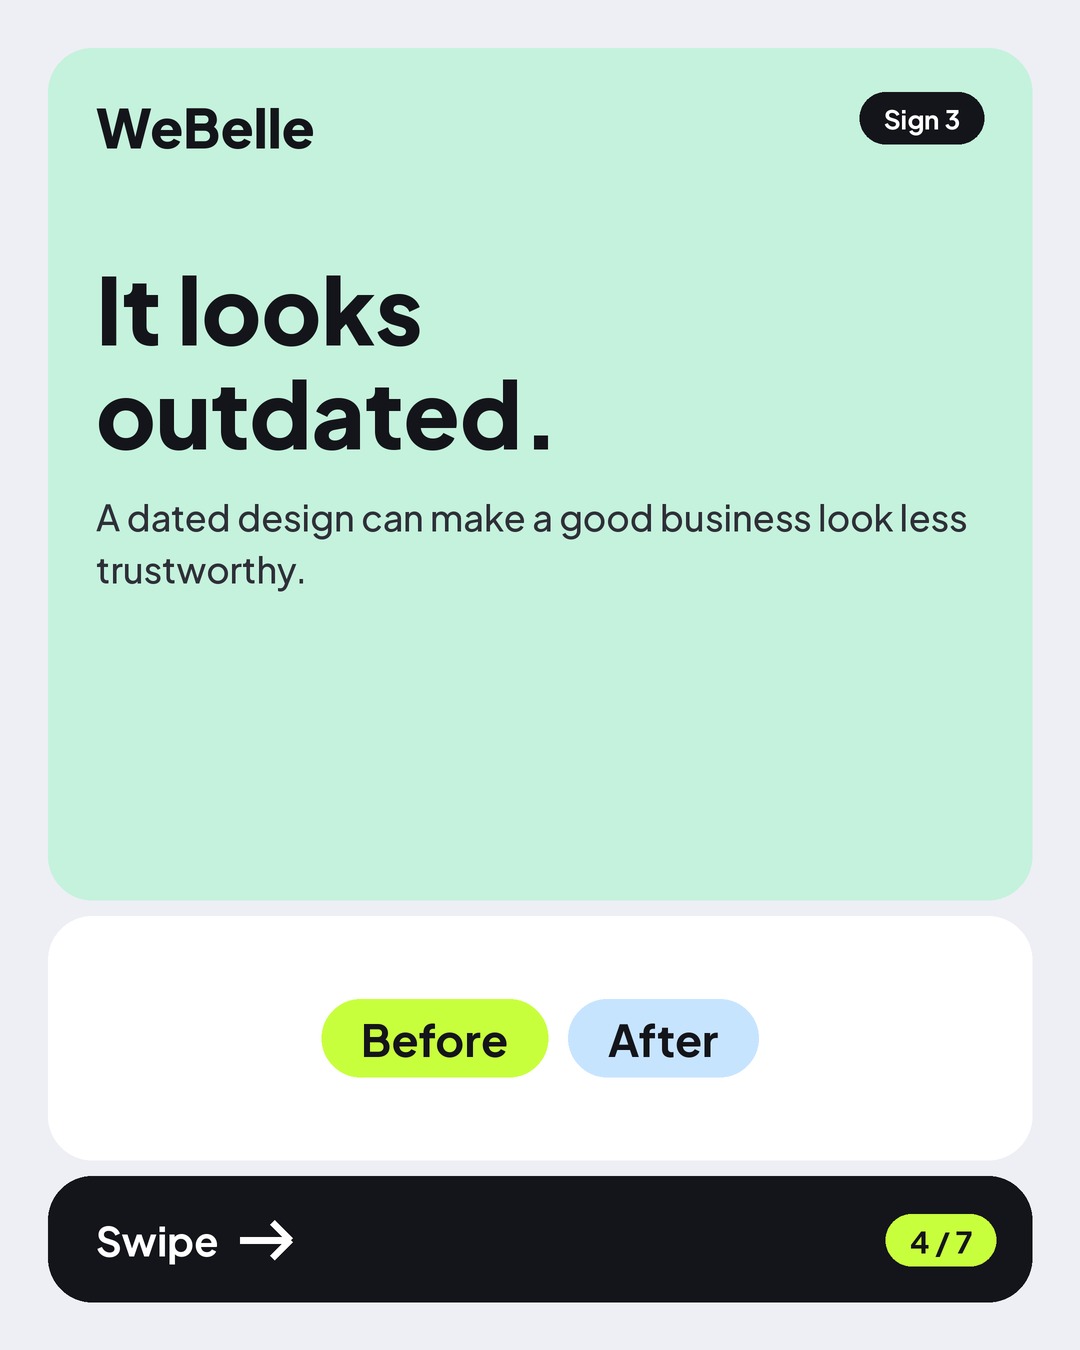 WeBelle
Sign 3
It looks
outdated.
A dated design can make a good business look less
trustworthy.
Before
After
Swipe
4 / 7